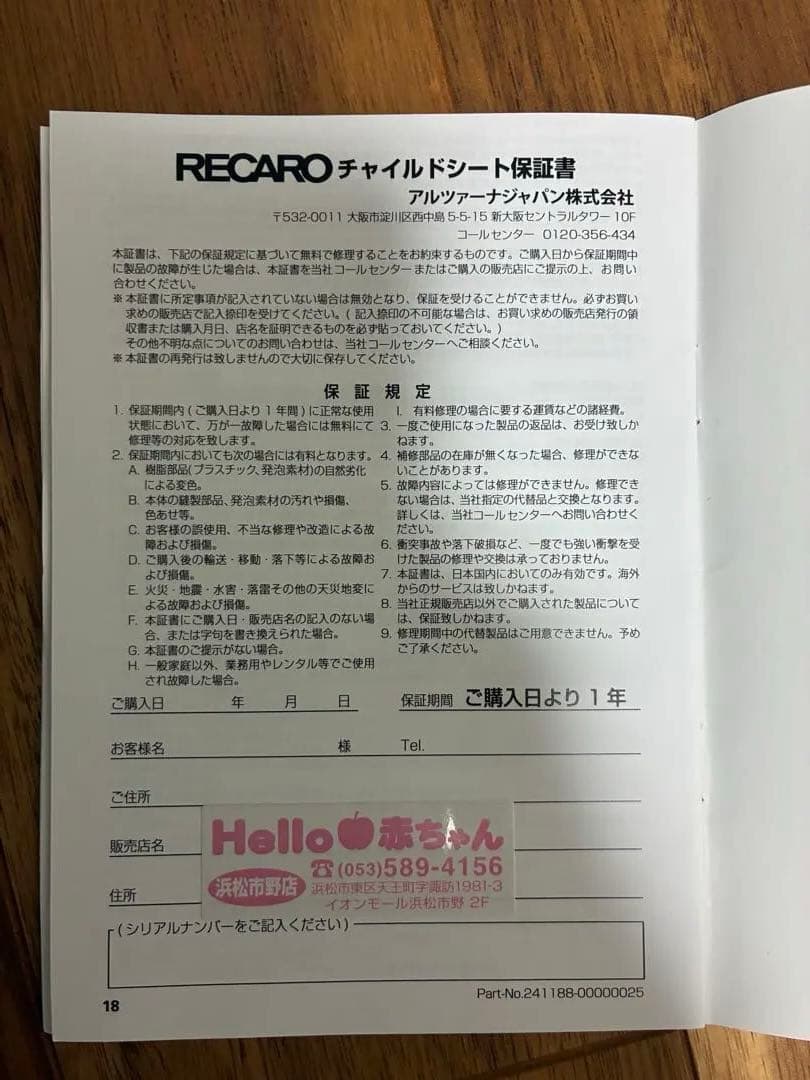 RECAROチャイルドシート保証書
アルツァーナジャパン株式会社
〒532-0011 大阪市淀川区西中島 5-5-15 新大阪セントラルタワー 10F
コールセンター 0120-356-434
本証書は、下記の保証規定に基づいて無料で修理することをお約束するものです。ご購入日から保証期間中
に製品の故障が生じた場合は、本証書を当社コールセンターまたはご購入の販売店にご提示の上、お問い
合わせください。
※本証書に所定事項が記入されていない場合は無効となり、保証を受けることができません。必ずお買い
求めの販売店で記入捺印を受けてください。( 記入捺印の不可能な場合は、お買い求めの販売店発行の領
収書または購入月日、店名を証明できるものを必ず貼っておいてください。)
その他不明な点についてのお問い合わせは、当社コールセンターへご相談ください。
※本証書の再発行は致しませんので大切に保存してください。
保 証 規 定
1. 保証期間内 ( ご購入日より 1 年間 ) に正常な使用
状態において、万が一故障した場合には無料にて
修理等の対応を致します。
2. 保証期間内においても次の場合には有料となります。
A. 樹脂部品(プラスチック、発泡素材)の自然劣化
による変色。
B. 本体の縫製部品、発泡素材の汚れや損傷、
色あせ等。
C. お客様の誤使用、不当な修理や改造による故
障および損傷。
D. ご購入後の輸送・移動・落下等による故障お
よび損傷。
E. 火災・地震・水害・落雷その他の天災地変に
よる故障および損傷。
F. 本証書にご購入日・販売店名の記入のない場
合、または字句を書き換えられた場合。
G. 本証書のご提示がない場合。
H. 一般家庭以外、業務用やレンタル等でご使用
され故障した場合。
I. 有料修理の場合に要する運賃などの諸経費。
3. 一度ご使用になった製品の返品は、お受け致しか
ねます。
4. 補修部品の在庫が無くなった場合、修理ができな
いことがあります。
5. 故障内容によっては修理ができません。修理でき
ない場合は、当社指定の代替品と交換となります。
詳しくは、当社コールセンターへお問い合わせく
ださい。
6. 衝突事故や落下破損など、一度でも強い衝撃を受
けた製品の修理や交換は承っておりません。
7. 本証書は、日本国内においてのみ有効です。海外
からのサービスは致しかねます。
8. 当社正規販売店以外でご購入された製品について
は、保証致しかねます。
9. 修理期間中の代替製品はご用意できません。予め
ご了承ください。
ご購入日 年 月 日 保証期間 ご購入日より 1 年
お客様名 様 Tel.
ご住所
販売店名
Hello赤ちゃん
☎(053)589-4156
浜松市野店 浜松市東区天王町字諏訪1981-3
イオンモール浜松市野 2F
住所
(シリアルナンバーをご記入ください)
Part-No.241188-00000025
18